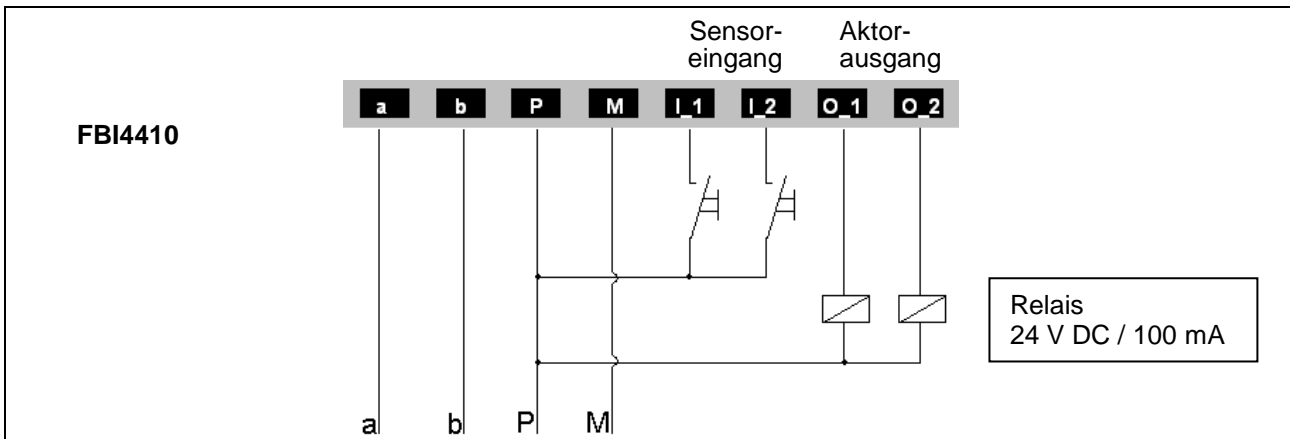 Sensor-
eingang
Aktor-
ausgang
a b P M I_1 I_2 O_1 O_2
FBI4410
Relais
24 V DC / 100 mA
a b P M